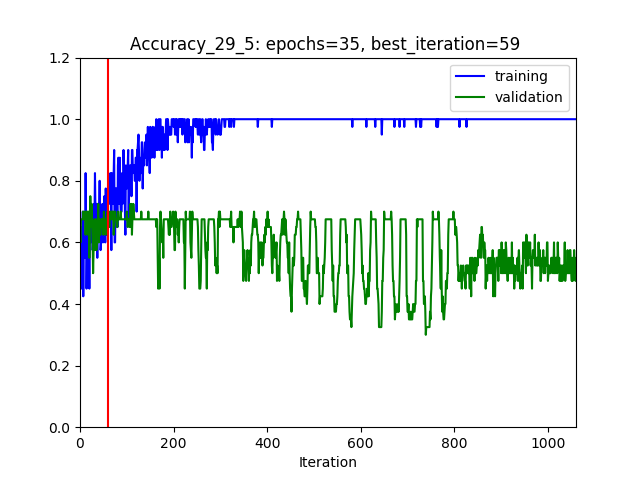 Accuracy_29_5: epochs=35, best_iteration=59
1.2
1.0
0.8
0.6
0.4
0.2
0.0
training
validation
0 200 400 600 800 1000
Iteration